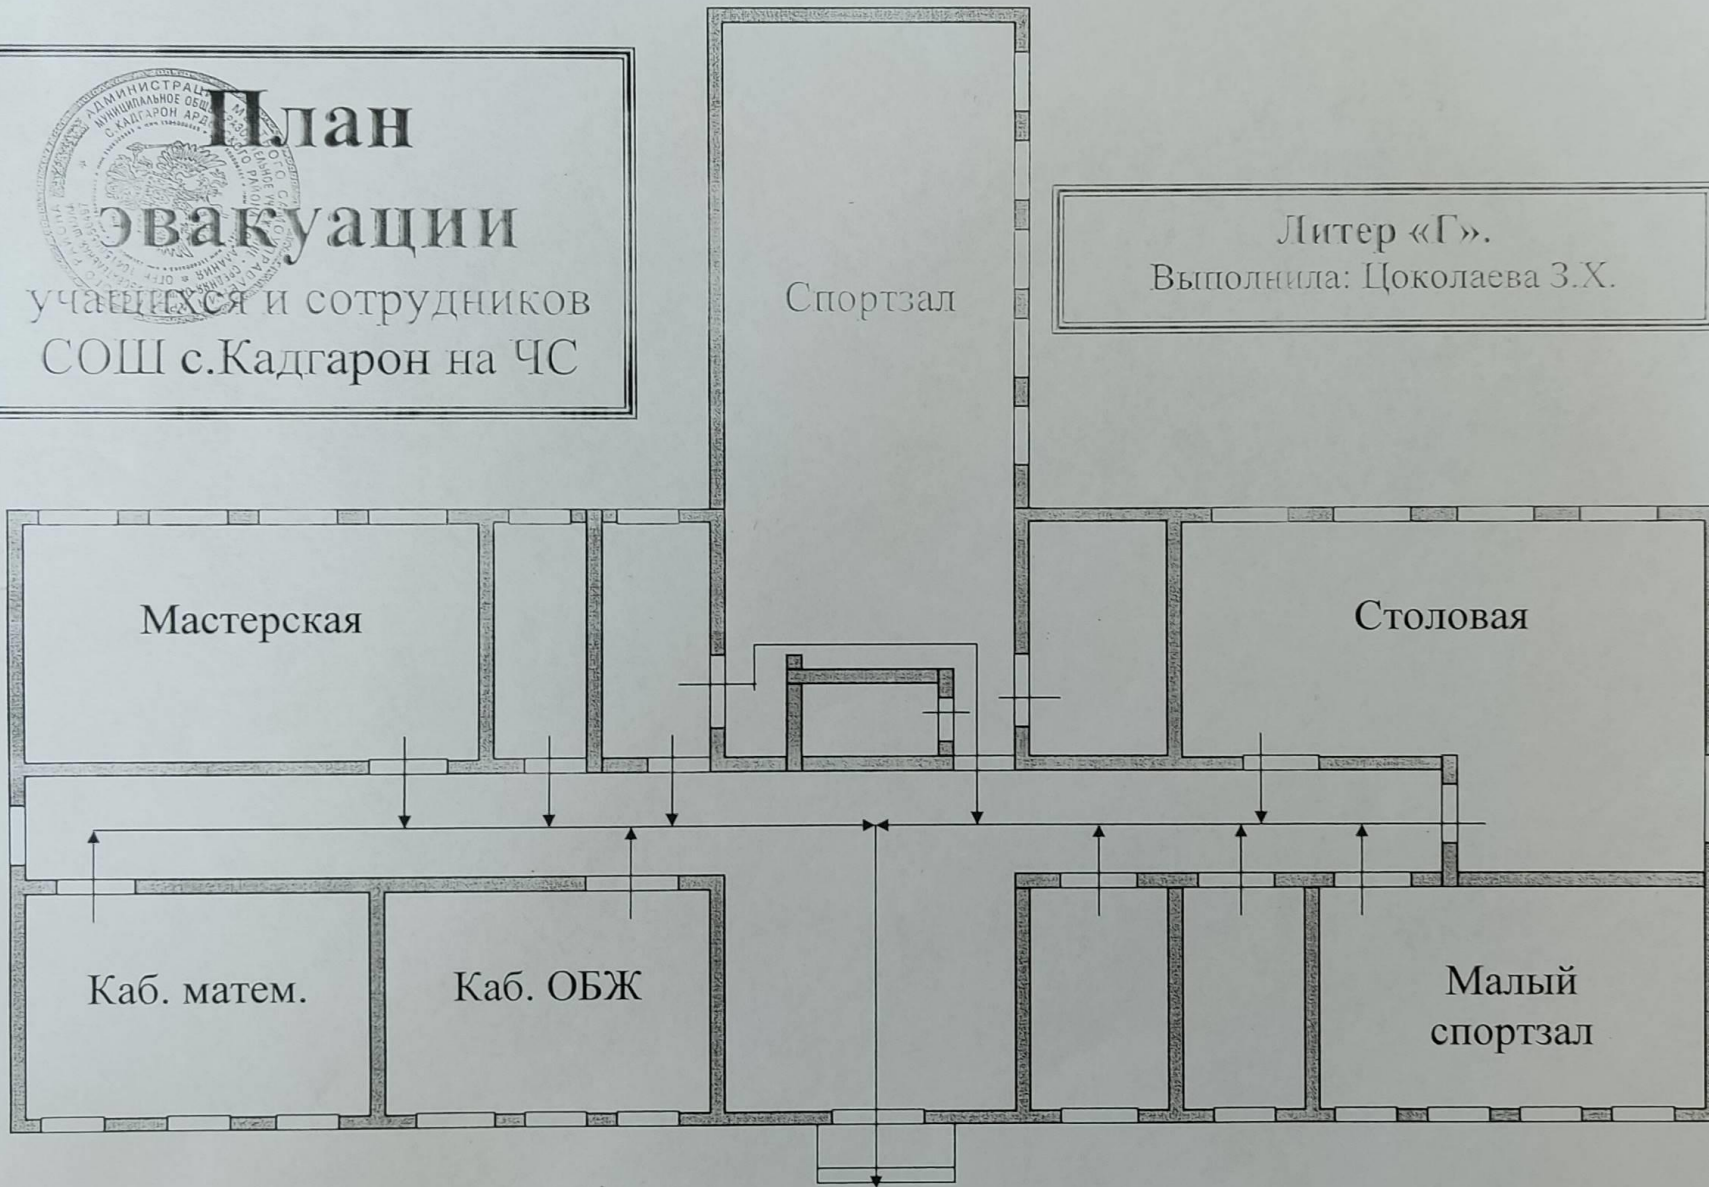 План
эвакуации
учащихся и сотрудников
СОШ с.Кадгарон на ЧС
Литер «Г».
Выполнила: Цоколаева З.Х.
Спортзал
Мастерская
Столовая
Каб. матем.
Каб. ОБЖ
Малый
спортзал